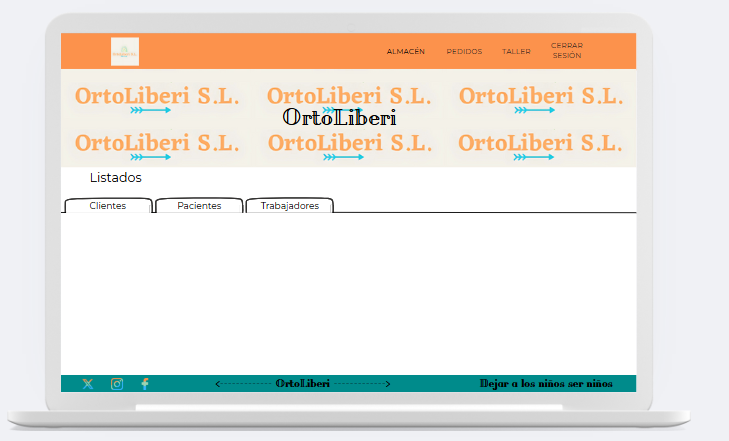 ALMACÉN PEDIDOS TALLER CERRAR SESIÓN
OrtoLiberi S.L. OrtoLiberi S.L. OrtoLiberi S.L.
OrtoLiberi
OrtoLiberi S.L. OrtoLiberi S.L. OrtoLiberi S.L.
Listados
Clientes Pacientes Trabajadores
OrtoLiberi Dejar a los niños ser niños